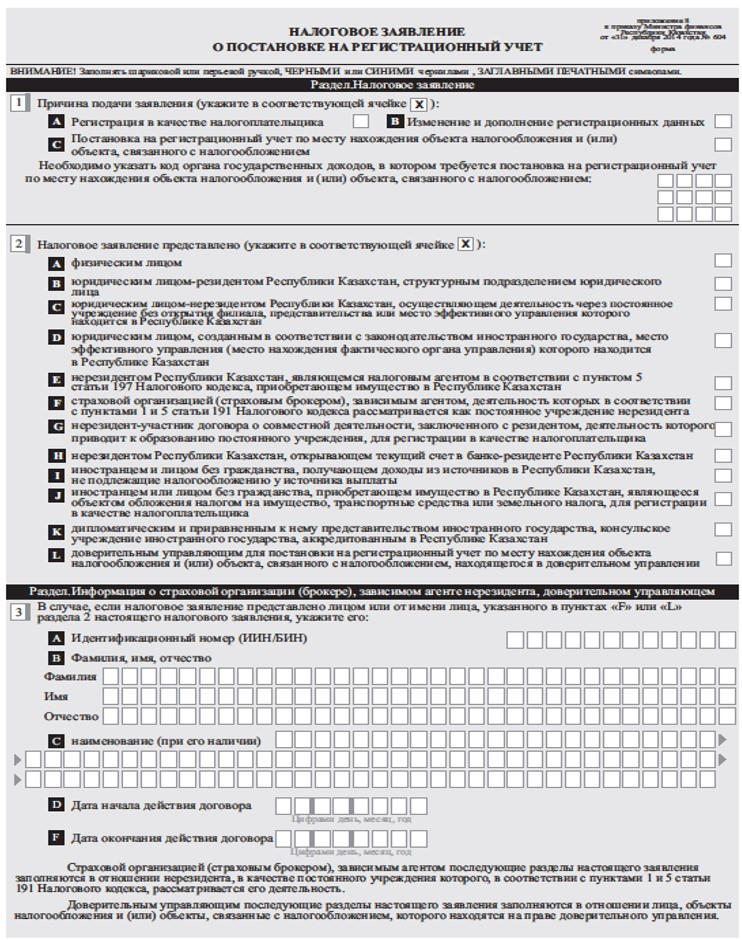 НАЛОГОВОЕ ЗАЯВЛЕНИЕ
О ПОСТАНОВКЕ НА РЕГИСТРАЦИОННЫЙ УЧЕТ
приложение 8
к приказу Министра финансов
Республики Казахстан
от «31» декабря 2014 года № 604
форма
ВНИМАНИЕ! Заполнять шариковой или перьевой ручкой, ЧЕРНЫМИ или СИНИМИ чернилами , ЗАГЛАВНЫМИ ПЕЧАТНЫМИ символами.
Раздел.Налоговое заявление
1 Причина подачи заявления (укажите в соответствующей ячейке X ):
A Регистрация в качестве налогоплательщика B Изменение и дополнение регистрационных данных
C Постановка на регистрационный учет по месту нахождения объекта налогообложения и (или)
объекта, связанного с налогообложением
Необходимо указать код органа государственных доходов, в котором требуется постановка на регистрационный учет
по месту нахождения объекта налогообложения и (или) объекта, связанного с налогообложением:
2 Налоговое заявление представлено (укажите в соответствующей ячейке X ):
A физическим лицом
B юридическим лицом-резидентом Республики Казахстан, структурным подразделением юридического
лица
C юридическим лицом-нерезидентом Республики Казахстан, осуществляющем деятельность через постоянное
учреждение без открытия филиала, представительства или место эффективного управления которого
находится в Республике Казахстан
D юридическим лицом, созданным в соответствии с законодательством иностранного государства, место
эффективного управления (место нахождения фактического органа управления) которого находится
в Республике Казахстан
E нерезидентом Республики Казахстан, являющемся налоговым агентом в соответствии с пунктом 5
статьи 197 Налогового кодекса, приобретающем имущество в Республике Казахстан
F страховой организацией (страховым брокером), зависимым агентом, деятельность которых в соответствии
с пунктами 1 и 5 статьи 191 Налогового кодекса рассматривается как постоянное учреждение нерезидента
G нерезидент-участник договора о совместной деятельности, заключенного с резидентом, деятельность которого
приводит к образованию постоянного учреждения, для регистрации в качестве налогоплательщика
H нерезидентом Республики Казахстан, открывающем текущий счет в банке-резиденте Республики Казахстан
I иностранцем и лицом без гражданства, получающем доходы из источников в Республике Казахстан,
не подлежащие налогообложению у источника выплаты
J иностранцем или лицом без гражданства, приобретающем имущество в Республике Казахстан, являющееся
объектом обложения налогом на имущество, транспортные средства или земельного налога, для регистрации
в качестве налогоплательщика
K дипломатическим и приравненным к нему представительством иностранного государства, консульское
учреждение иностранного государства, аккредитованным в Республике Казахстан
L доверительным управляющим для постановки на регистрационный учет по месту нахождения объекта
налогообложения и (или) объекта, связанного с налогообложением, находящегося в доверительном управлении
Раздел.Информация о страховой организации (брокере), зависимом агенте нерезидента, доверительном управляющем
3 В случае, если налоговое заявление представлено лицом или от имени лица, указанного в пунктах «F» или «L»
раздела 2 настоящего налогового заявления, укажите его:
A Идентификационный номер (ИИН/БИН)
B Фамилия, имя, отчество
Фамилия
Имя
Отчество
C наименование (при его наличии)
D Дата начала действия договора
Цифрами день, месяц, год
F Дата окончания действия договора
Цифрами день, месяц, год
Страховой организацией (страховым брокером), зависимым агентом последующие разделы настоящего заявления
заполняются в отношении нерезидента, в качестве постоянного учреждения которого, в соответствии с пунктами 1 и 5 статьи
191 Налогового кодекса, рассматривается его деятельность.
Доверительным управляющим последующие разделы настоящего заявления заполняются в отношении лица, объекты
налогообложения и (или) объекты, связанные с налогообложением, которого находятся на праве доверительного управления.